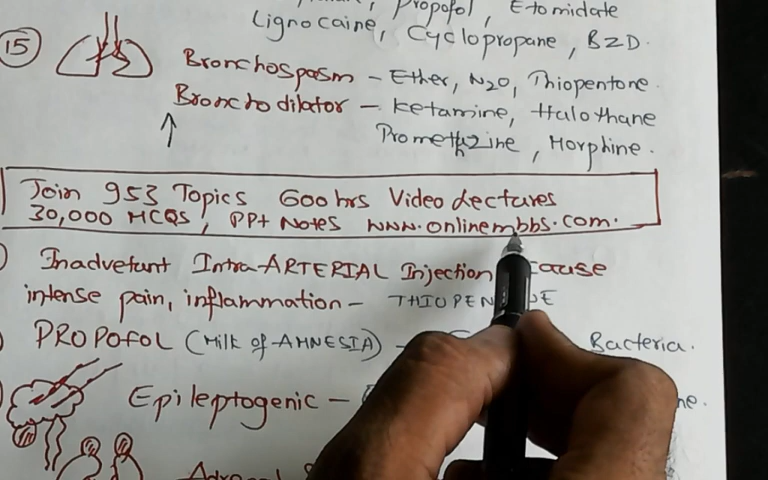 Propofol, Etomidate
Lignocaine, Cyclopropane, BZD.
15
Bronchospasm - Ether, N2O, Thiopentone.
Bronchodilator - Ketamine, Halothane
Promethzine, Morphine.
Join 953 Topics 600 hrs Video Lectures
30,000 MCQS, PPt Notes www.onlinembbs.com.
Inadvetant Intra-ARTERIAL Injection cause
intense pain, inflammation - THIOPEN
PROPOFOL (Milk of AMNESIA) - Bacteria.
Epileptogenic -